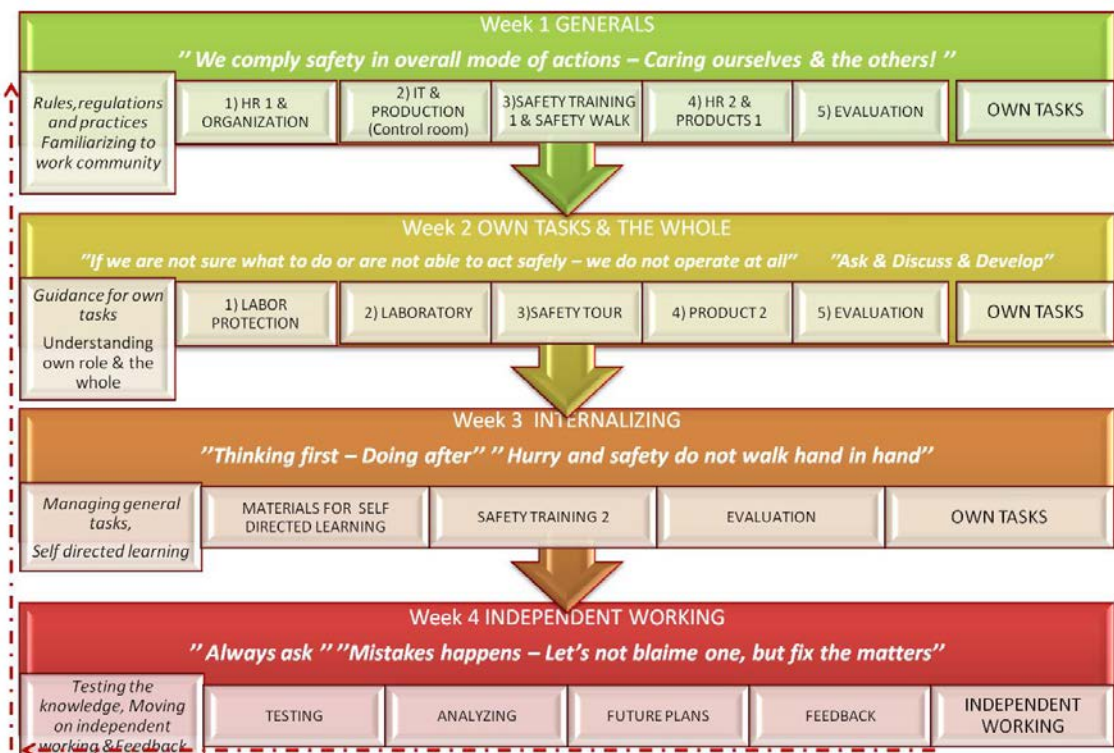 Week 1 GENERALS
” We comply safety in overall mode of actions – Caring ourselves & the others! ”
Rules,regulations
and practices
Familiarizing to
work community
1) HR 1 &
ORGANIZATION
2) IT &
PRODUCTION
(Control room)
3)SAFETY TRAINING
1 & SAFETY WALK
4) HR 2 &
PRODUCTS 1
5) EVALUATION
OWN TASKS
Week 2 OWN TASKS & THE WHOLE
”If we are not sure what to do or are not able to act safely – we do not operate at all” ”Ask & Discuss & Develop”
Guidance for own
tasks
Understanding
own role & the
whole
1) LABOR
PROTECTION
2) LABORATORY
3)SAFETY TOUR
4) PRODUCT 2
5) EVALUATION
OWN TASKS
Week 3 INTERNALIZING
”Thinking first – Doing after” ” Hurry and safety do not walk hand in hand”
Managing general
tasks,
Self directed learning
MATERIALS FOR SELF
DIRECTED LEARNING
SAFETY TRAINING 2
EVALUATION
OWN TASKS
Week 4 INDEPENDENT WORKING
” Always ask ” ”Mistakes happens – Let’s not blaime one, but fix the matters”
Testing the
knowledge, Moving
on independent
working &Feedback
TESTING
ANALYZING
FUTURE PLANS
FEEDBACK
INDEPENDENT
WORKING